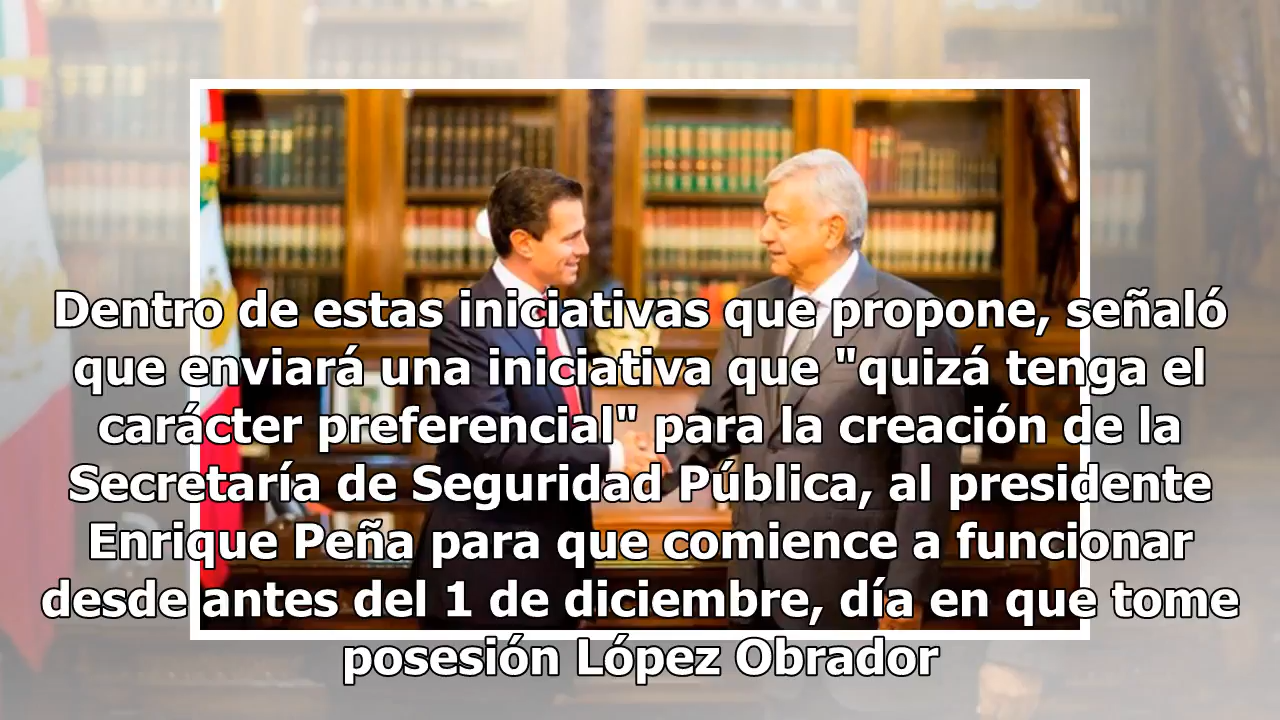 Dentro de estas iniciativas que propone, señaló
que enviará una iniciativa que "quizá tenga el
carácter preferencial" para la creación de la
Secretaría de Seguridad Pública, al presidente
Enrique Peña para que comience a funcionar
desde antes del 1 de diciembre, día en que tome
posesión López Obrador